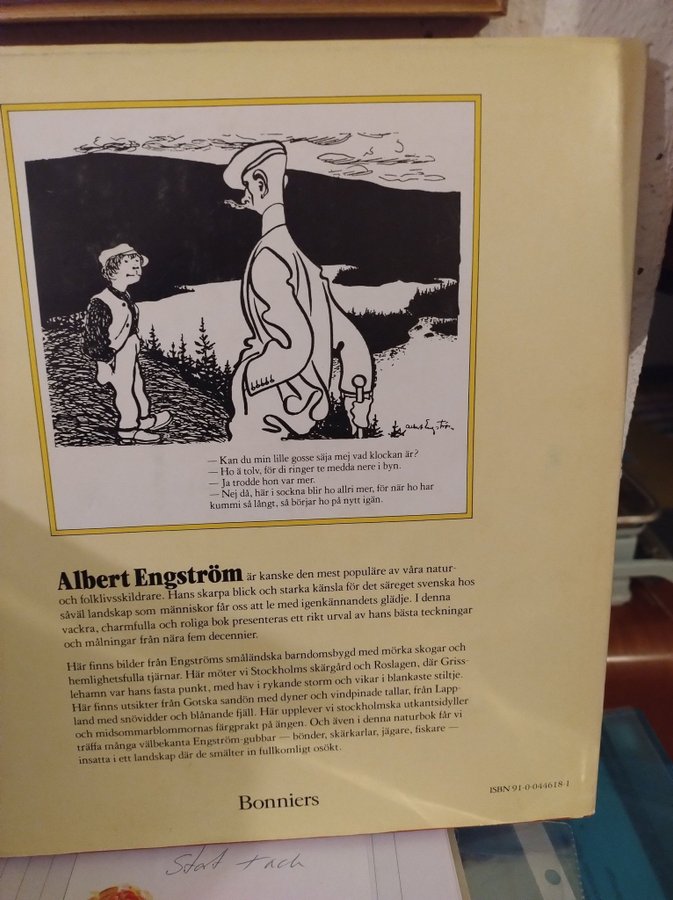 Albert Engström
— Kan du min lille gosse säja mej vad klockan är?
— Ho ä tolv, för di ringer te medda nere i byn.
— Ja trodde hon var mer.
— Nej då, här i sockna blir ho allri mer, för när ho har
kummi så långt, så börjar ho på nytt igän.
Albert Engström är kanske den mest populäre av våra natur-
och folklivsskildrare. Hans skarpa blick och starka känsla för det säreget svenska hos
såväl landskap som människor får oss att le med igenkännandets glädje. I denna
vackra, charmfulla och roliga bok presenteras ett rikt urval av hans bästa teckningar
och målningar från nära fem decennier.
Här finns bilder från Engströms småländska barndomsbygd med mörka skogar och
hemlighetsfulla tjärnar. Här möter vi Stockholms skärgård och Roslagen, där Griss-
lehamn var hans fasta punkt, med hav i rykande storm och vikar i blankaste stiltje.
Här finns utsikter från Gotska sandön med dyner och vindpinade tallar, från Lapp-
land med snövidder och blånande fjäll. Här upplever vi stockholmska utkantsidyller
och midsommarblommornas färgprakt på ängen. Och även i denna naturbok får vi
träffa många välbekanta Engström-gubbar — bönder, skärkarlar, jägare, fiskare —
insatta i ett landskap där de smälter in fullkomligt osökt.
ISBN 91-0-044618-1
Bonniers
Stort tack